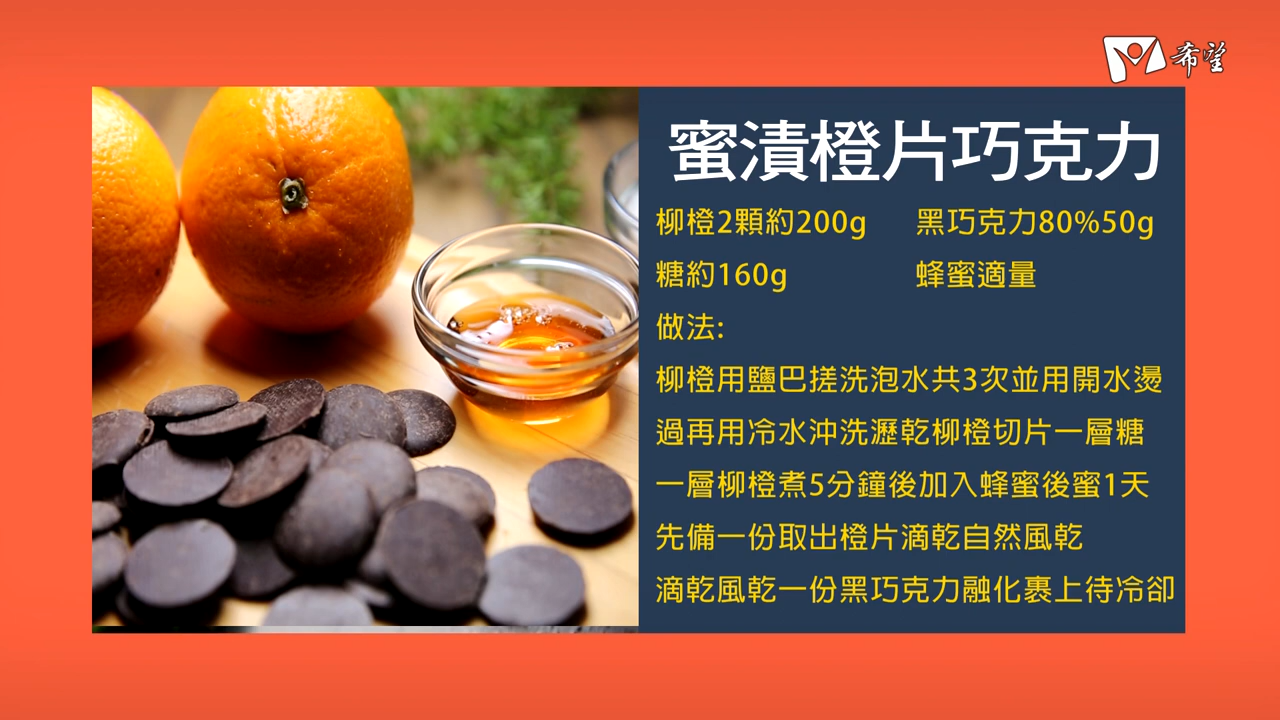 希望
蜜漬橙片巧克力
柳橙2顆約200g 黑巧克力80%50g
糖約160g 蜂蜜適量
做法:
柳橙用鹽巴搓洗泡水共3次並用開水燙
過再用冷水沖洗瀝乾柳橙切片一層糖
一層柳橙煮5分鐘後加入蜂蜜後蜜1天
先備一份取出橙片滴乾自然風乾
滴乾風乾一份黑巧克力融化裹上待冷卻